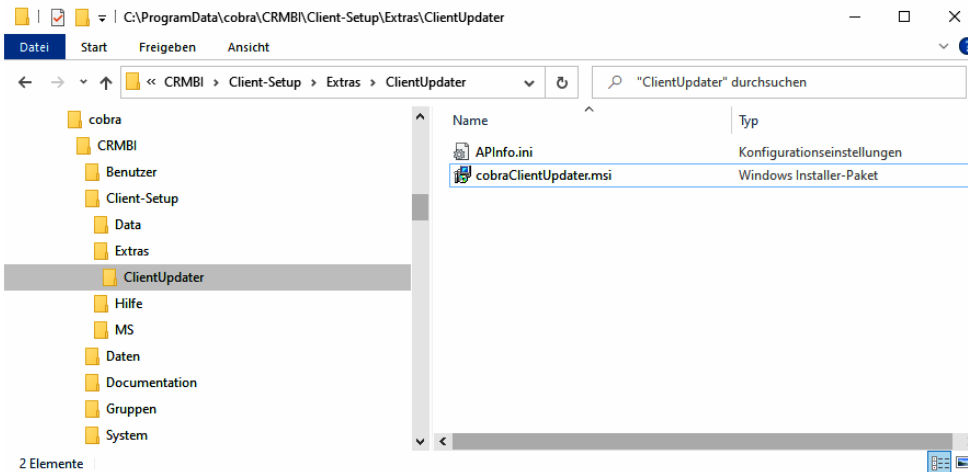 C:\ProgramData\cobra\CRMBI\Client-Setup\Extras\ClientUpdater
Datei Start Freigeben Ansicht
« CRMBI > Client-Setup > Extras > ClientUpdater "ClientUpdater" durchsuchen
cobra
CRMBI
Benutzer
Client-Setup
Data
Extras
ClientUpdater
Hilfe
MS
Daten
Documentation
Gruppen
System
Name Typ
APInfo.ini Konfigurationseinstellungen
cobraClientUpdater.msi Windows Installer-Paket
2 Elemente